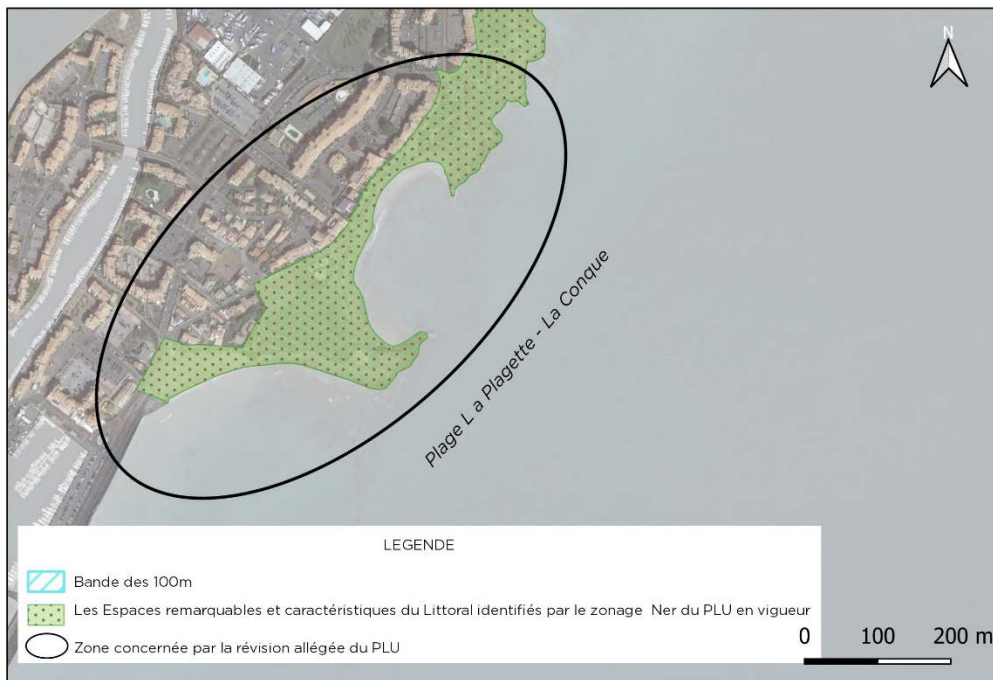 N
Plage L a Plagette - La Conque
LEGENDE
Bande des 100m
Les Espaces remarquables et caractéristiques du Littoral identifiés par le zonage Ner du PLU en vigueur
Zone concernée par la révision allégée du PLU
0 100 200 m